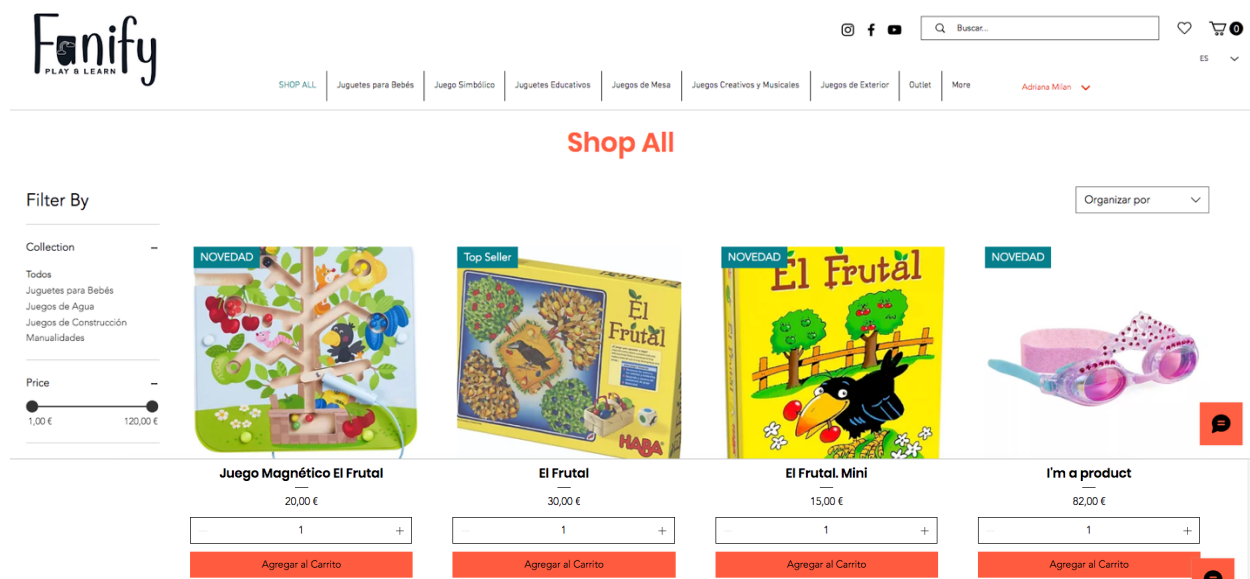 Fanify
PLAY & LEARN
Buscar...
0
ES
SHOP ALL
Juguetes para Bebés
Juego Simbólico
Juguetes Educativos
Juegos de Mesa
Juegos Creativos y Musicales
Juegos de Exterior
Outlet
More
Adriana Milan
Shop All
Filter By
Organizar por
Collection
Todos
Juguetes para Bebés
Juegos de Agua
Juegos de Construcción
Manualidades
Price
1,00 €
120,00 €
NOVEDAD
Top Seller
El
Frutal
HABA
NOVEDAD
El Frutal
NOVEDAD
Juego Magnético El Frutal
El Frutal
El Frutal. Mini
I'm a product
20,00 €
30,00 €
15,00 €
82,00 €
1
1
1
1
Agregar al Carrito
Agregar al Carrito
Agregar al Carrito
Agregar al Carrito